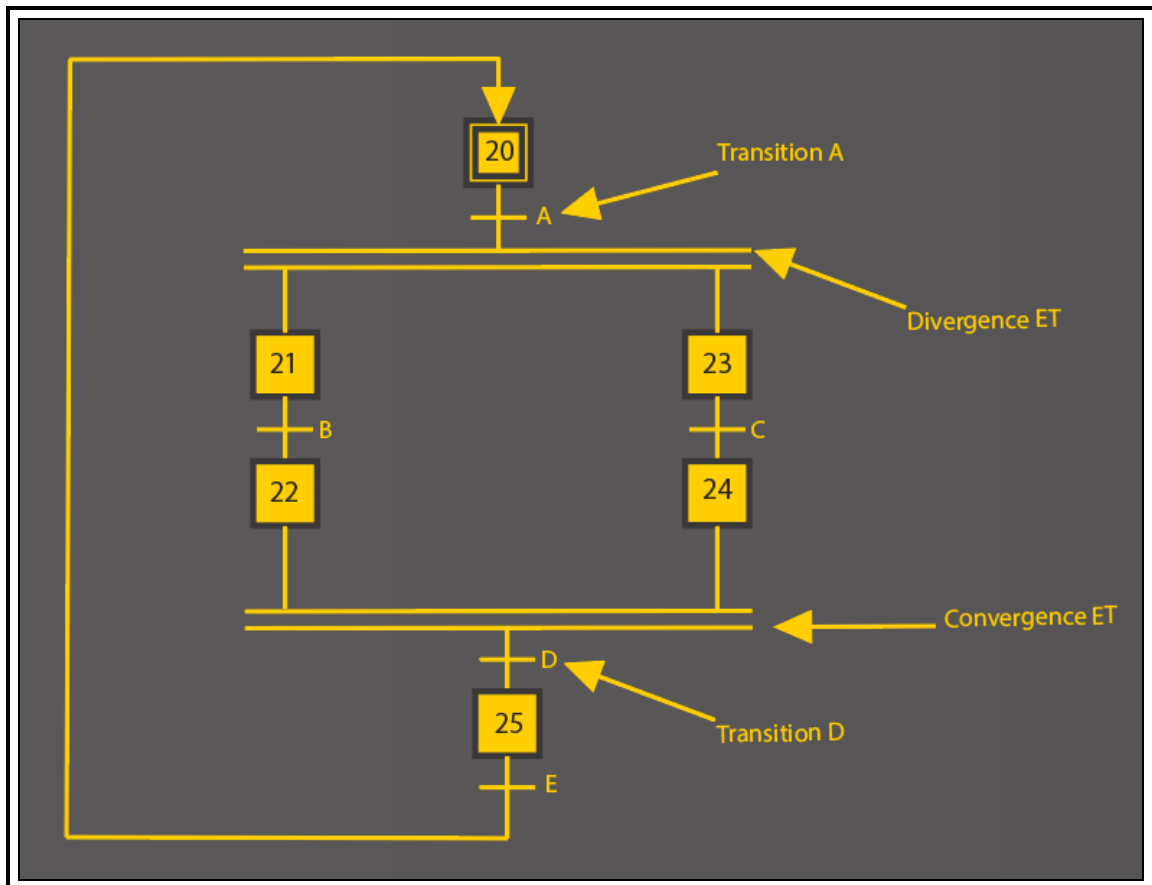 20
Transition A
A
Divergence ET
21
23
B
C
22
24
Convergence ET
D
25
Transition D
E